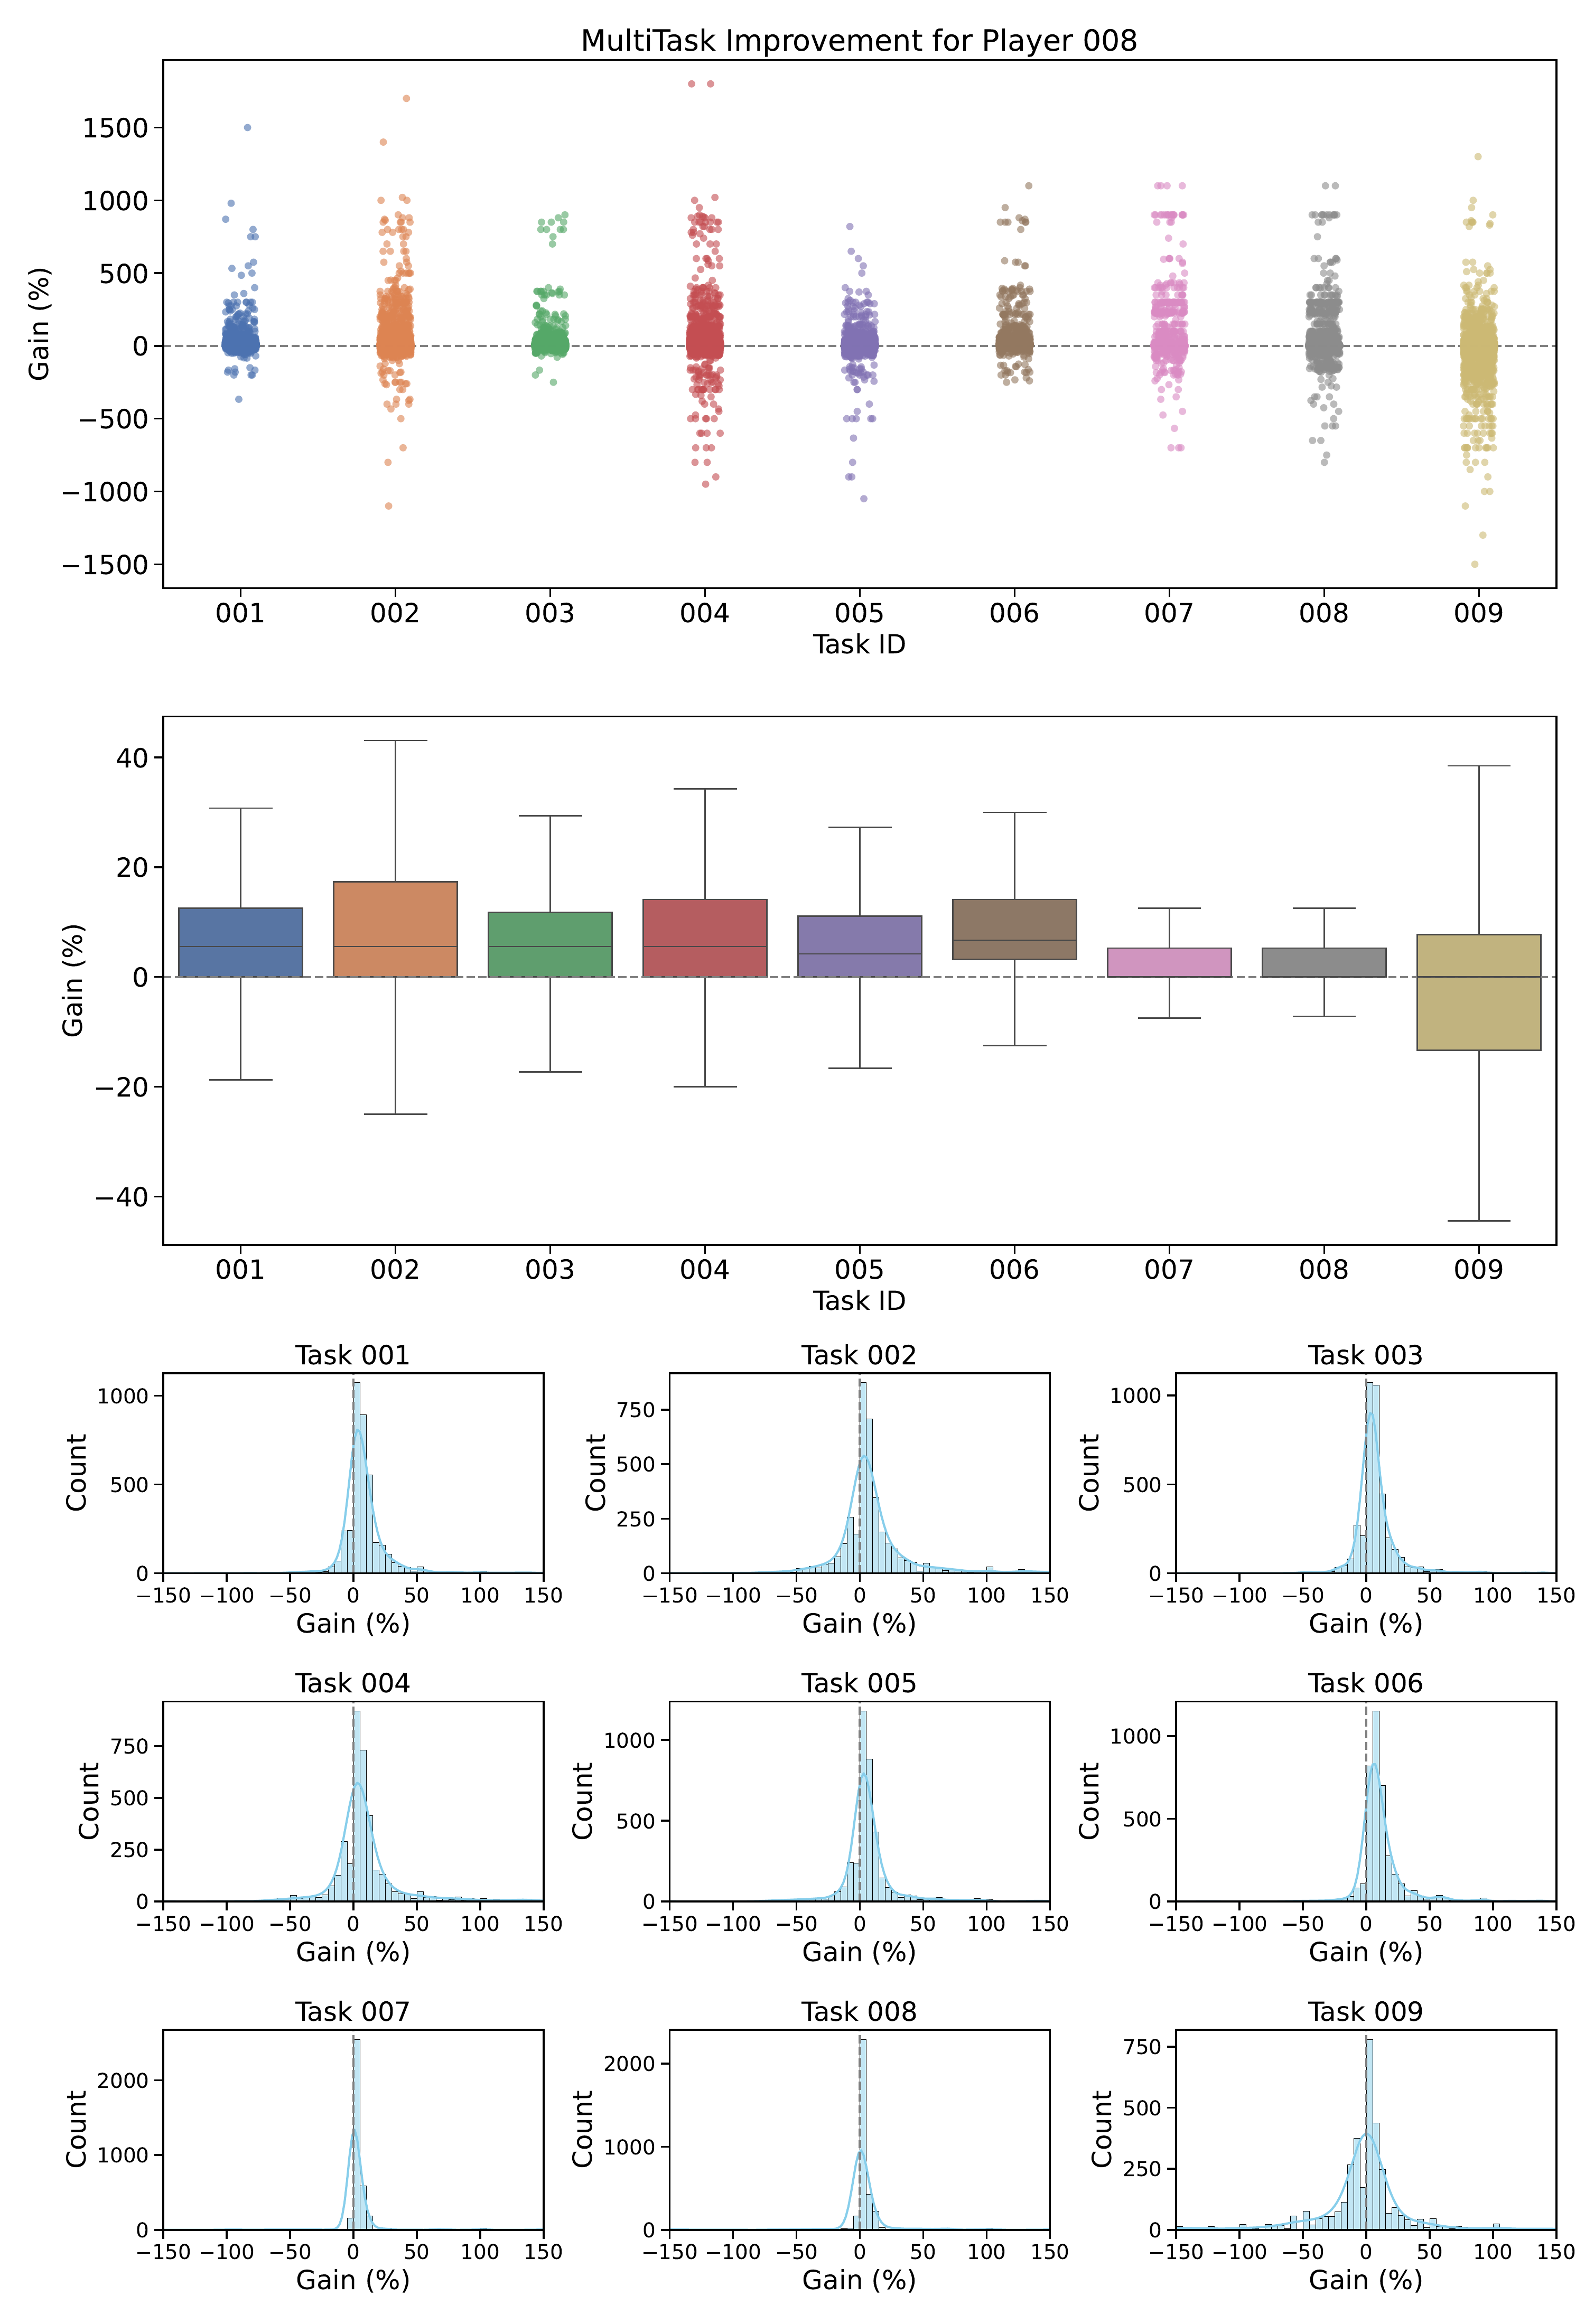 MultiTask Improvement for Player 008
Gain (%)
1500
1000
500
0
−500
−1000
−1500
001 002 003 004 005 006 007 008 009
Task ID
Gain (%)
40
20
0
−20
−40
001 002 003 004 005 006 007 008 009
Task ID
Task 001
Count
1000
500
0
−150 −100 −50 0 50 100 150
Gain (%)
Task 002
Count
750
500
250
0
−150 −100 −50 0 50 100 150
Gain (%)
Task 003
Count
1000
500
0
−150 −100 −50 0 50 100 150
Gain (%)
Task 004
Count
750
500
250
0
−150 −100 −50 0 50 100 150
Gain (%)
Task 005
Count
1000
500
0
−150 −100 −50 0 50 100 150
Gain (%)
Task 006
Count
1000
500
0
−150 −100 −50 0 50 100 150
Gain (%)
Task 007
Count
2000
1000
0
−150 −100 −50 0 50 100 150
Gain (%)
Task 008
Count
2000
1000
0
−150 −100 −50 0 50 100 150
Gain (%)
Task 009
Count
750
500
250
0
−150 −100 −50 0 50 100 150
Gain (%)